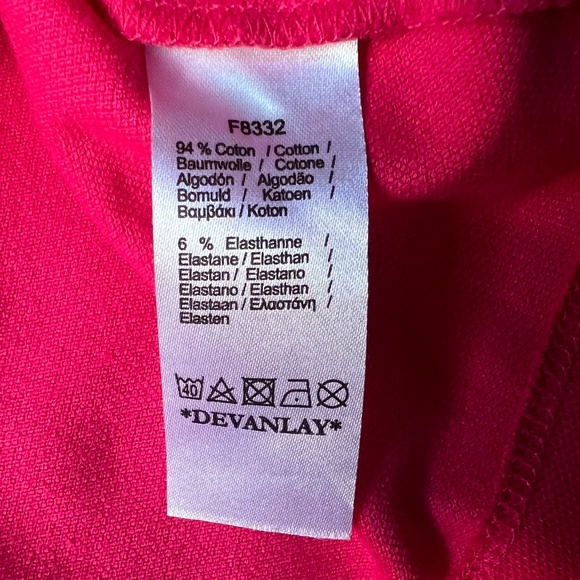 F8332
94 % Coton / Cotton /
Baumwolle / Cotone /
Algodón / Algodão /
Bomuld / Katoen /
Βαμβάκι / Koton
6 % Elasthanne /
Elastane / Elasthan /
Elastan / Elastano /
Elastano / Elasthan /
Elastaan / Ελαστάνη /
Elasten
40
*DEVANLAY*